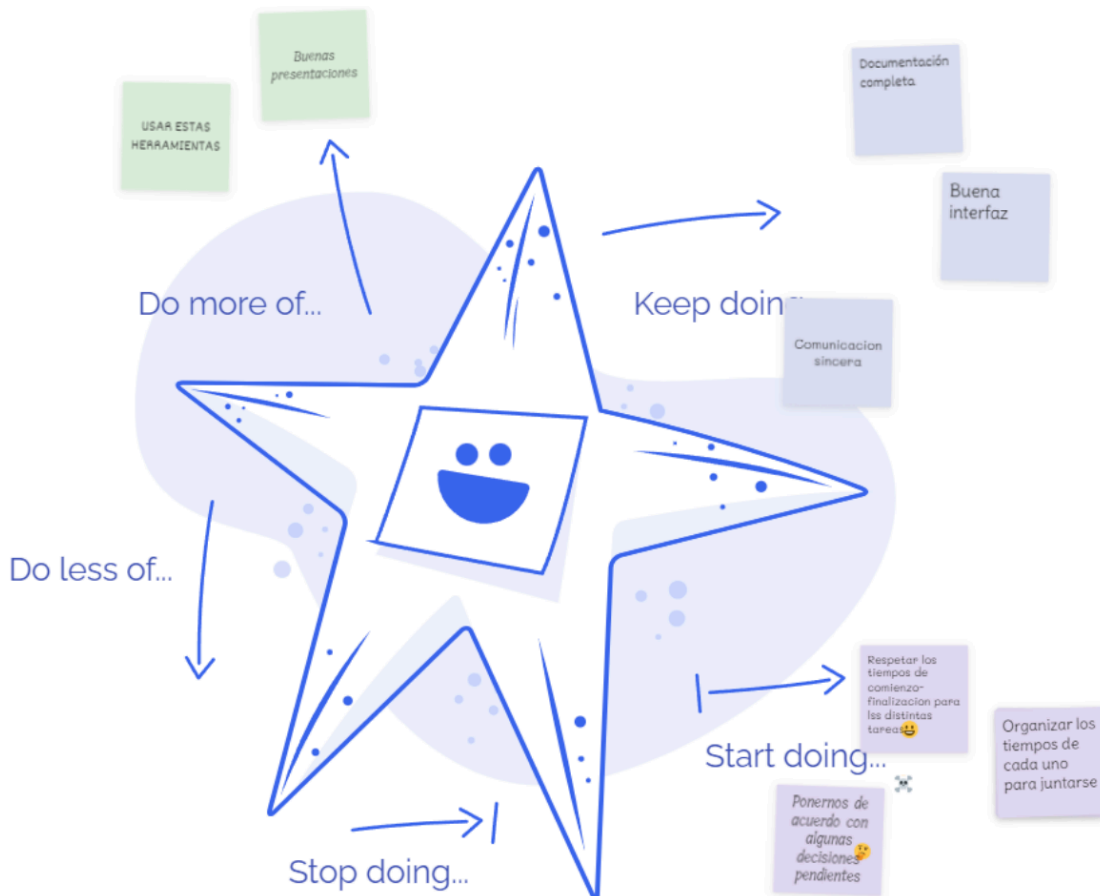 Buenas
presentaciones
USAR ESTAS
HERRAMIENTAS
Do more of...
Documentación
completa
Buena
interfaz
Keep doing
Comunicacion
sincera
Do less of...
Respetar los
tiempos de
comienzo-
finalizacion para
lss distintas
tareas
Organizar los
tiempos de
cada uno
para juntarse
Start doing...
Ponernos de
acuerdo con
algunas
decisiones
pendientes
Stop doing...